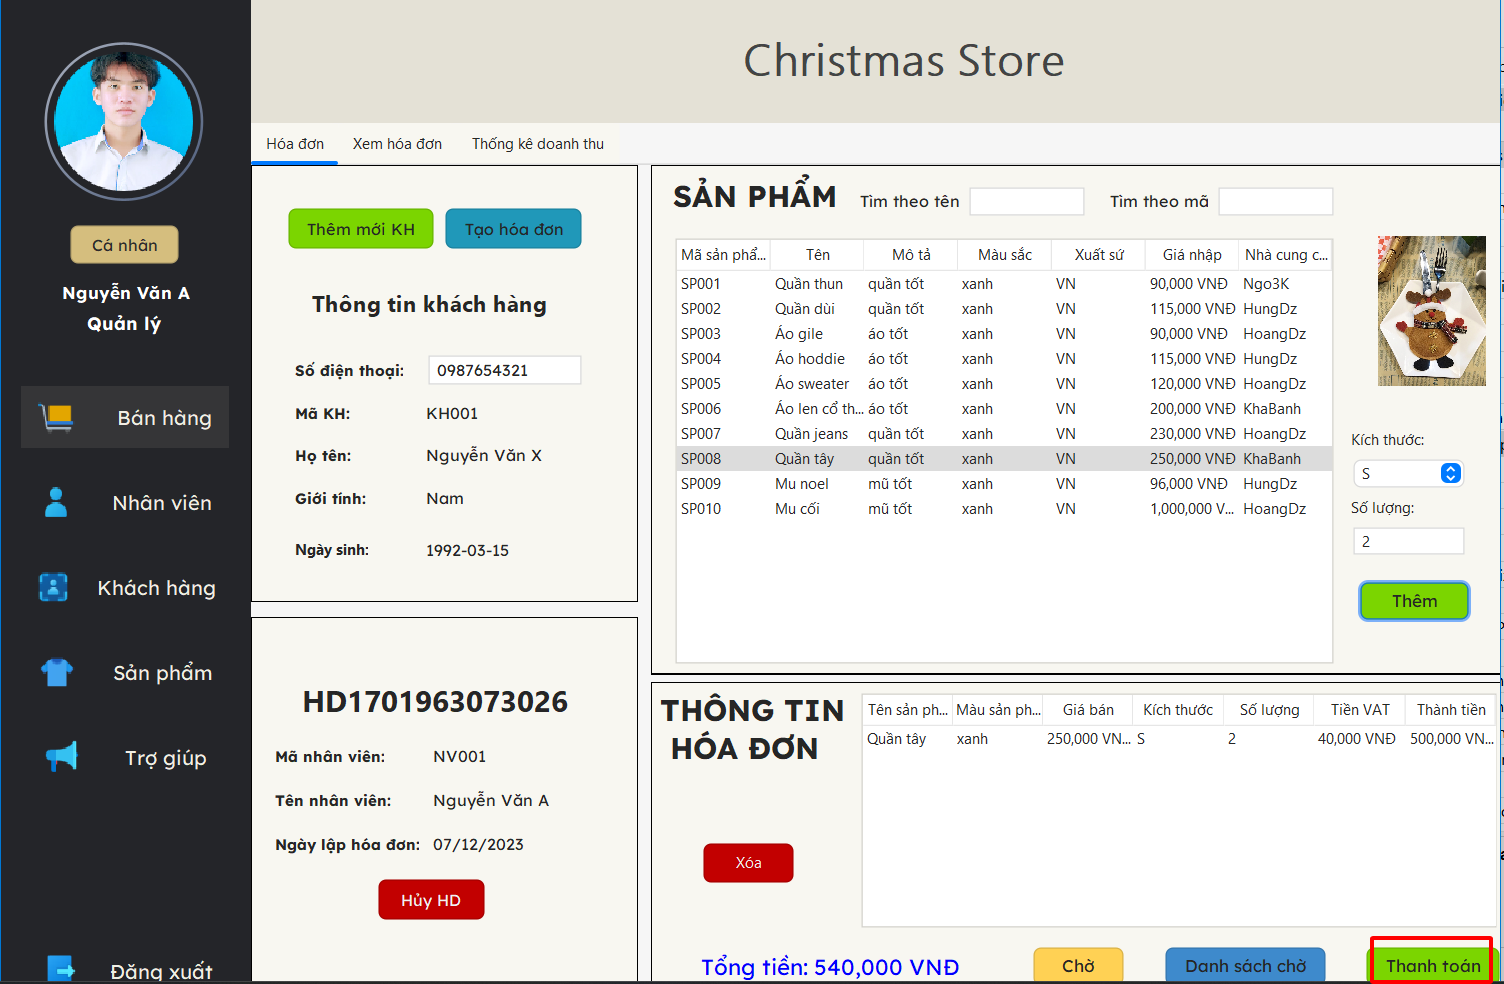 Christmas Store
Cá nhân
Nguyễn Văn A
Quản lý
Bán hàng
Nhân viên
Khách hàng
Sản phẩm
Trợ giúp
Đăng xuất
Hóa đơn Xem hóa đơn Thống kê doanh thu
Thêm mới KH Tạo hóa đơn
Thông tin khách hàng
Số điện thoại: 0987654321
Mã KH: KH001
Họ tên: Nguyễn Văn X
Giới tính: Nam
Ngày sinh: 1992-03-15
HD1701963073026
Mã nhân viên: NV001
Tên nhân viên: Nguyễn Văn A
Ngày lập hóa đơn: 07/12/2023
Hủy HD
SẢN PHẨM Tìm theo tên Tìm theo mã
Mã sản phẩ... Tên Mô tả Màu sắc Xuất sứ Giá nhập Nhà cung c...
SP001 Quần thun quần tốt xanh VN 90,000 VNĐ Ngo3K
SP002 Quần dùi quần tốt xanh VN 115,000 VNĐ HungDz
SP003 Áo gile áo tốt xanh VN 90,000 VNĐ HoangDz
SP004 Áo hoddie áo tốt xanh VN 115,000 VNĐ HungDz
SP005 Áo sweater áo tốt xanh VN 120,000 VNĐ HoangDz
SP006 Áo len cổ th... áo tốt xanh VN 200,000 VNĐ KhaBanh
SP007 Quần jeans quần tốt xanh VN 230,000 VNĐ HoangDz
SP008 Quần tây quần tốt xanh VN 250,000 VNĐ KhaBanh
SP009 Mu noel mũ tốt xanh VN 96,000 VNĐ HungDz
SP010 Mu cối mũ tốt xanh VN 1,000,000 V... HoangDz
Kích thước:
S
Số lượng:
2
Thêm
THÔNG TIN
HÓA ĐƠN
Tên sản ph... Màu sản ph... Giá bán Kích thước Số lượng Tiền VAT Thành tiền
Quần tây xanh 250,000 VN... S 2 40,000 VNĐ 500,000 VN...
Xóa
Tổng tiền: 540,000 VNĐ Chờ Danh sách chờ Thanh toán